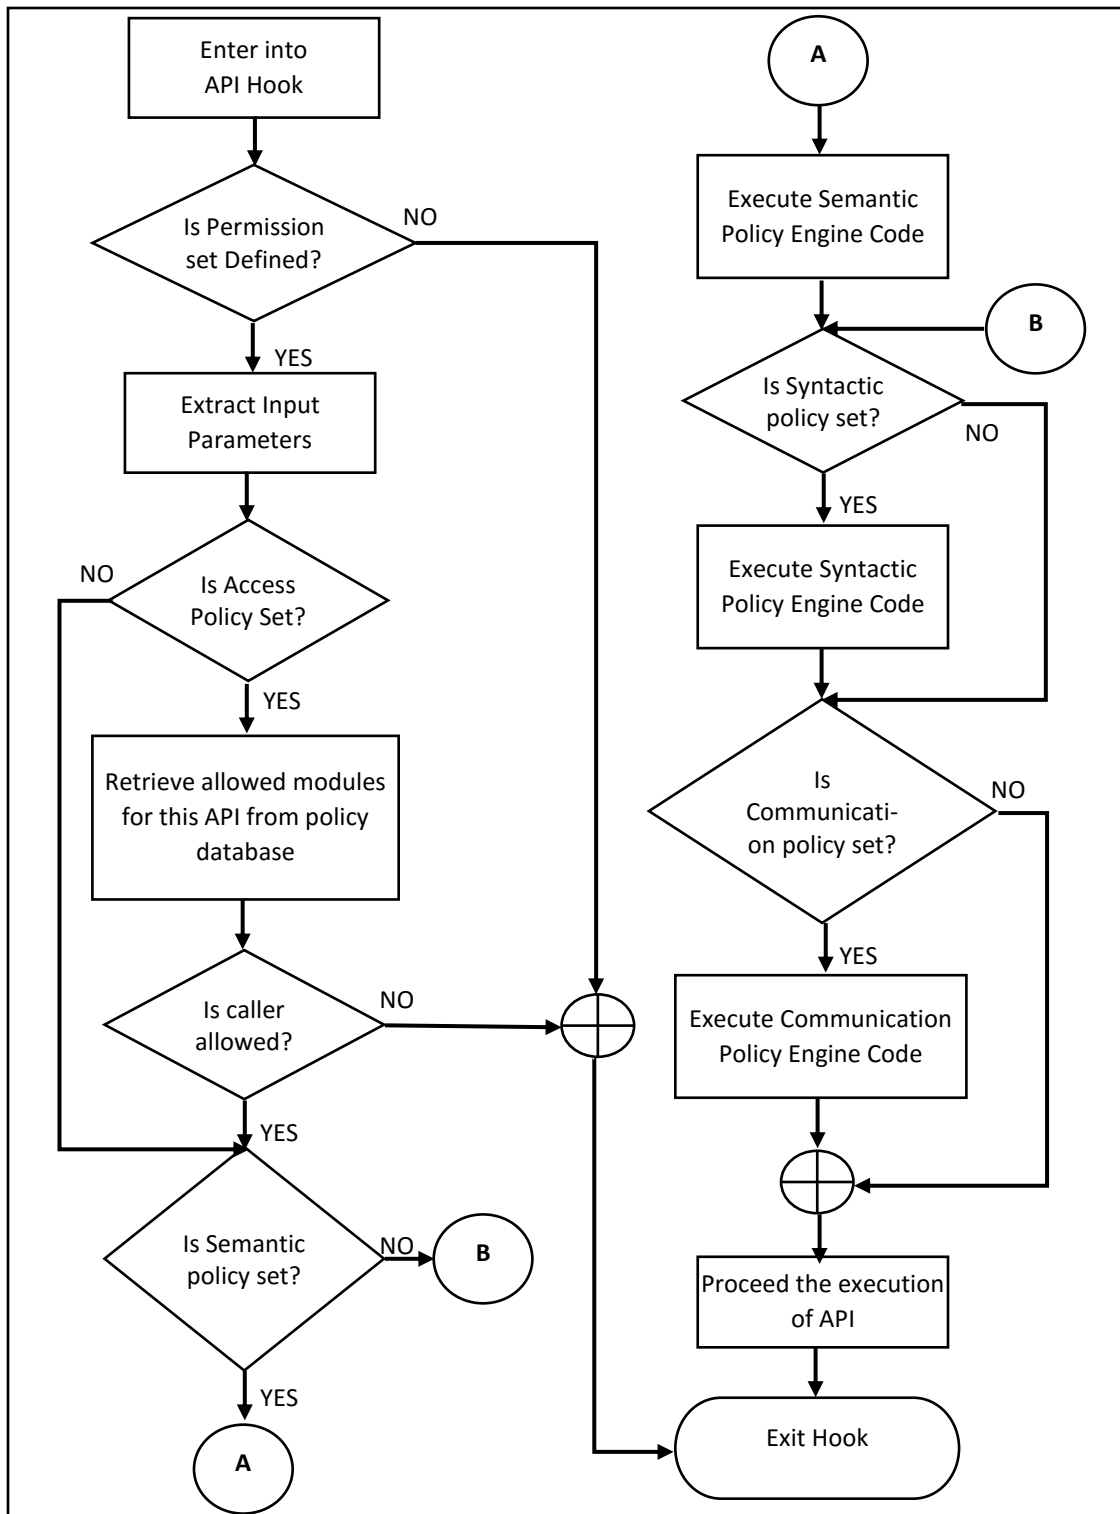 Enter into
API Hook
Is Permission
set Defined?
NO
YES
Extract Input
Parameters
NO
Is Access
Policy Set?
YES
Retrieve allowed modules
for this API from policy
database
Is caller
allowed?
NO
YES
Is Semantic
policy set?
NO
B
YES
A
A
Execute Semantic
Policy Engine Code
B
Is Syntactic
policy set?
NO
YES
Execute Syntactic
Policy Engine Code
Is
Communicati-
on policy set?
NO
YES
Execute Communication
Policy Engine Code
Proceed the execution
of API
Exit Hook